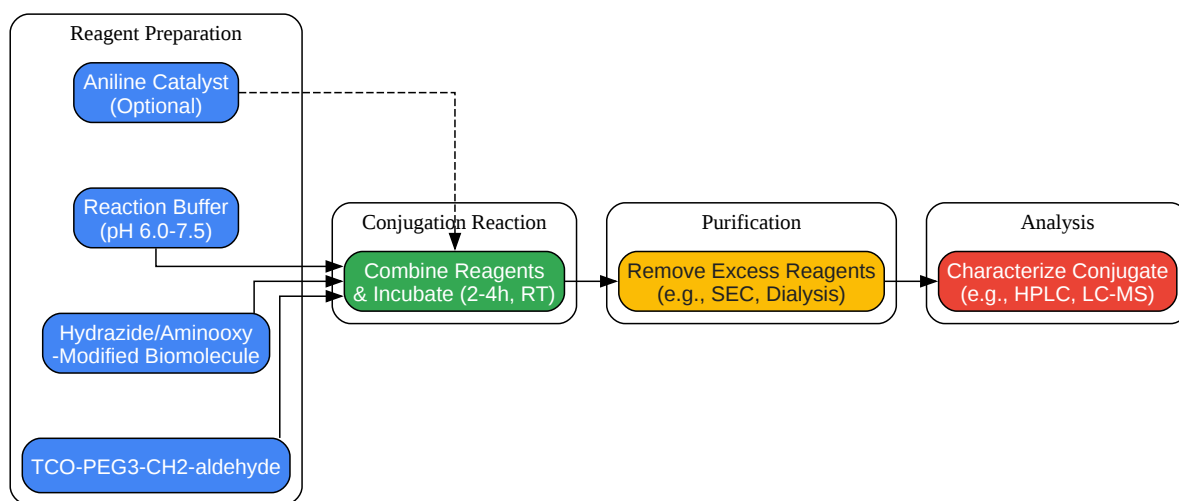 Reagent Preparation
Aniline Catalyst
(Optional)
Reaction Buffer
(pH 6.0-7.5)
Hydrazide/Aminooxy
-Modified Biomolecule
TCO-PEG3-CH2-aldehyde
Conjugation Reaction
Combine Reagents
& Incubate (2-4h, RT)
Purification
Remove Excess Reagents
(e.g., SEC, Dialysis)
Analysis
Characterize Conjugate
(e.g., HPLC, LC-MS)